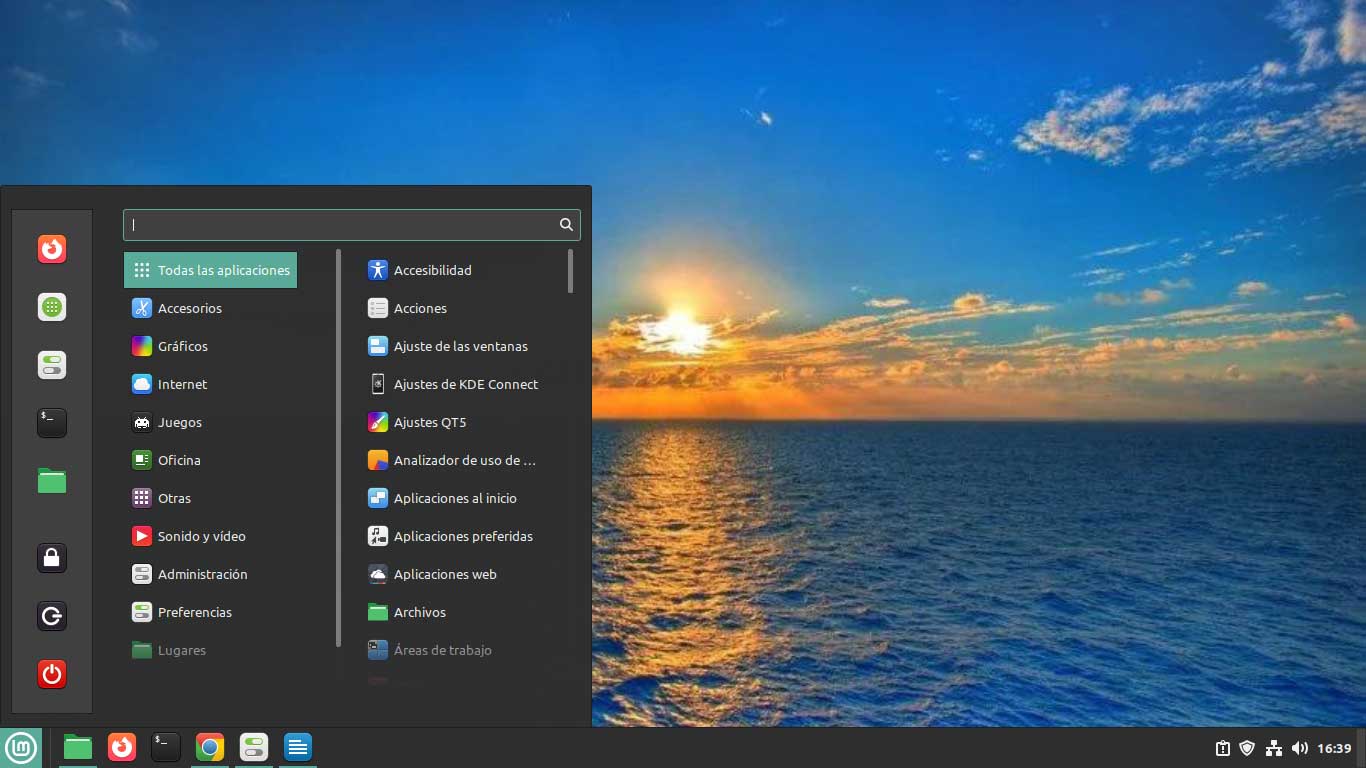 Todas las aplicaciones
Accesorios
Gráficos
Internet
Juegos
Oficina
Otras
Sonido y vídeo
Administración
Preferencias
Lugares
Accesibilidad
Acciones
Ajuste de las ventanas
Ajustes de KDE Connect
Ajustes QT5
Analizador de uso de ...
Aplicaciones al inicio
Aplicaciones preferidas
Aplicaciones web
Archivos
Áreas de trabajo
$_
$_
16:39